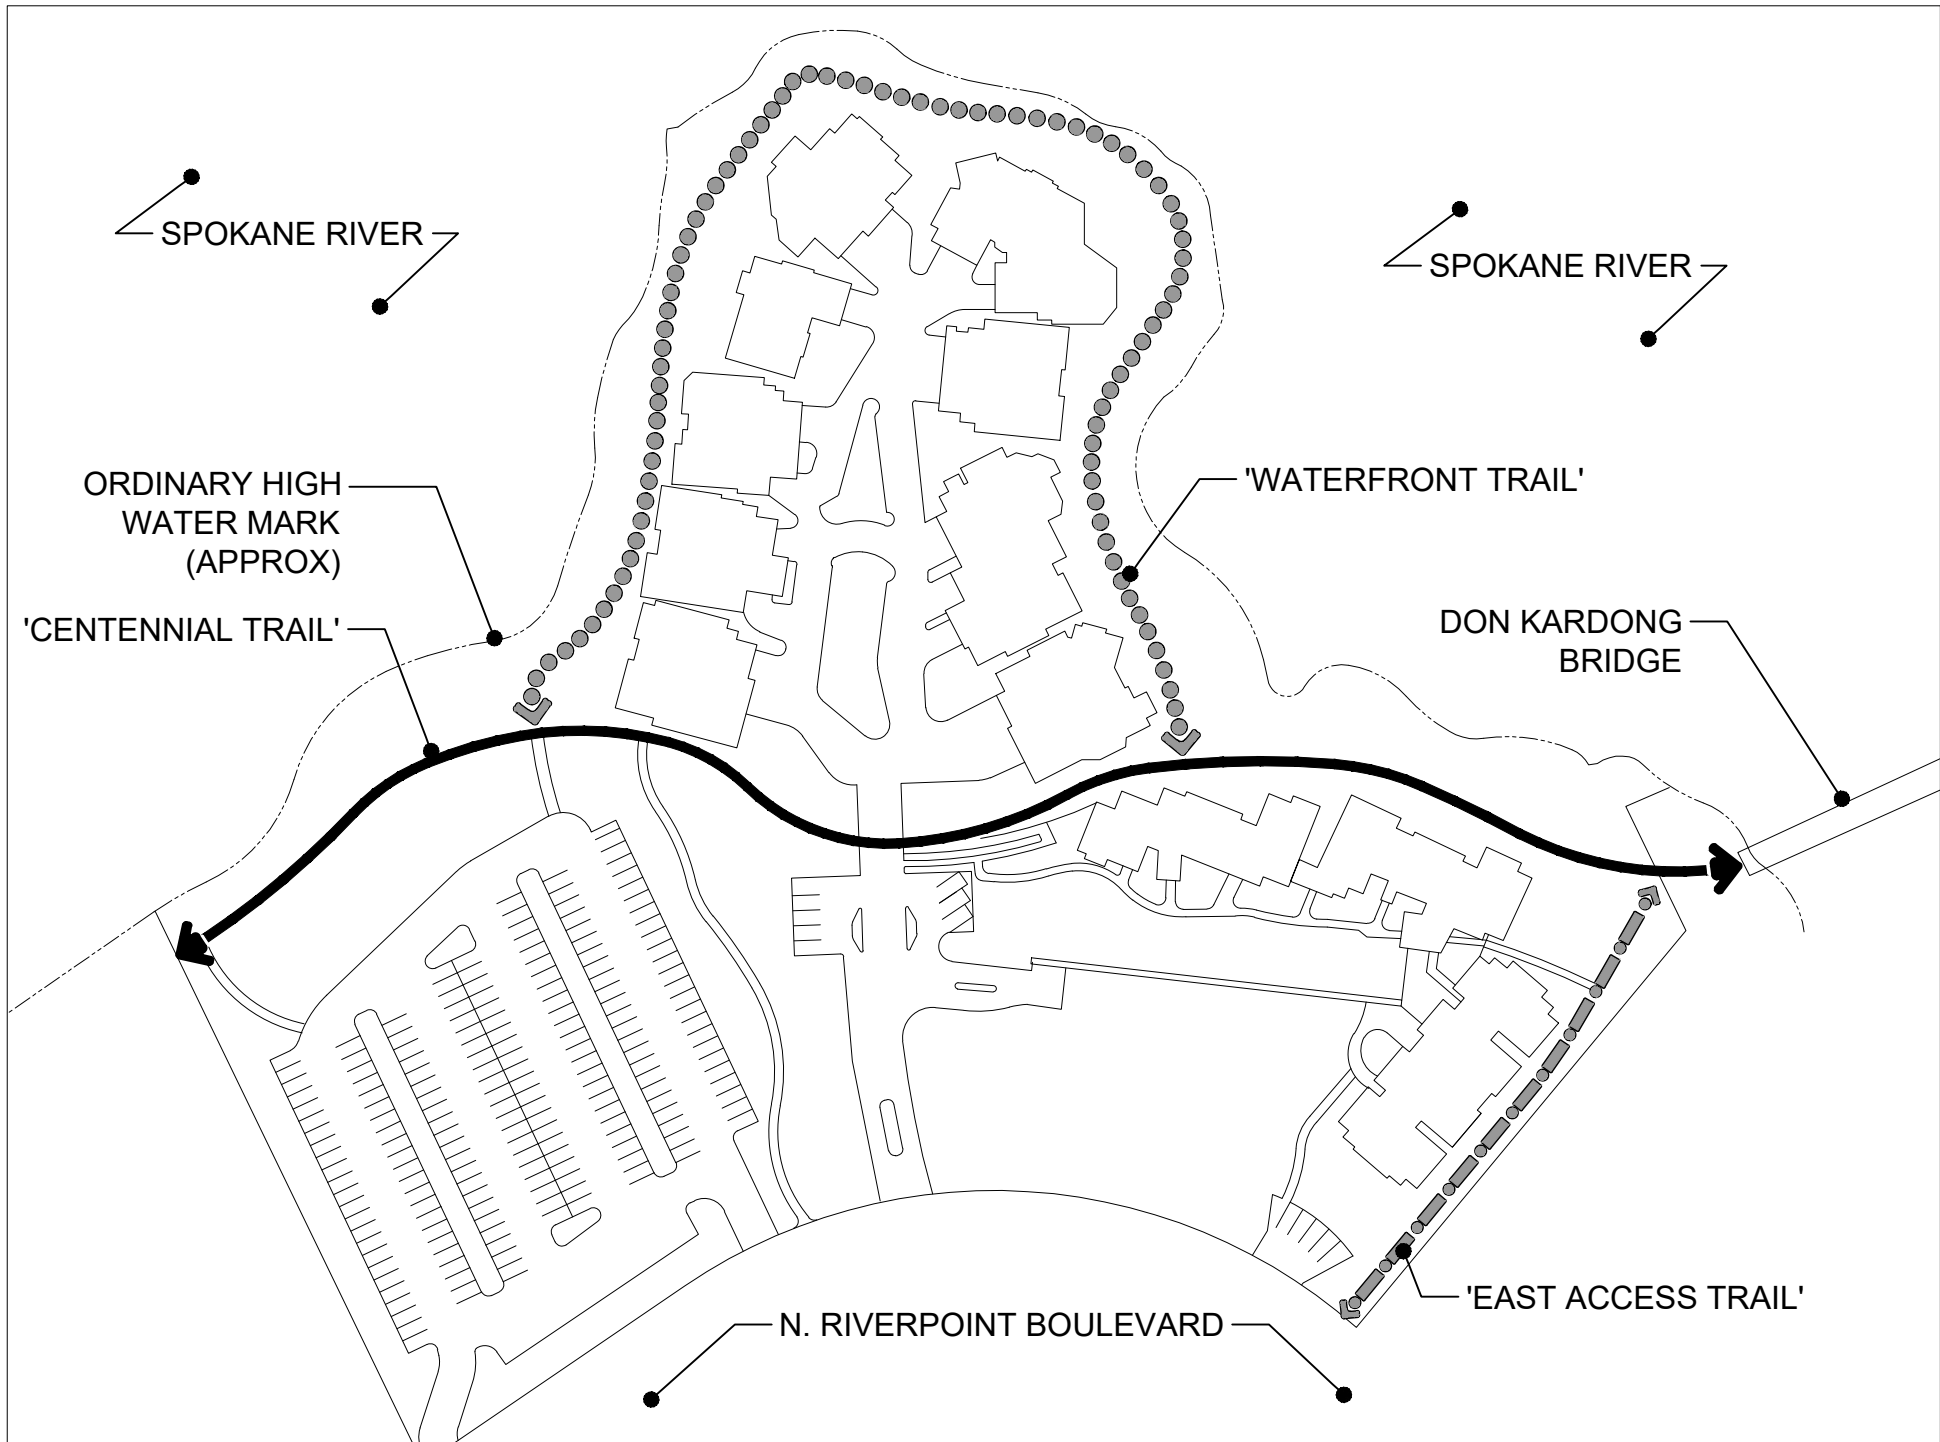 SPOKANE RIVER
SPOKANE RIVER
ORDINARY HIGH
WATER MARK
(APPROX)
'WATERFRONT TRAIL'
'CENTENNIAL TRAIL'
DON KARDONG
BRIDGE
'EAST ACCESS TRAIL'
N. RIVERPOINT BOULEVARD